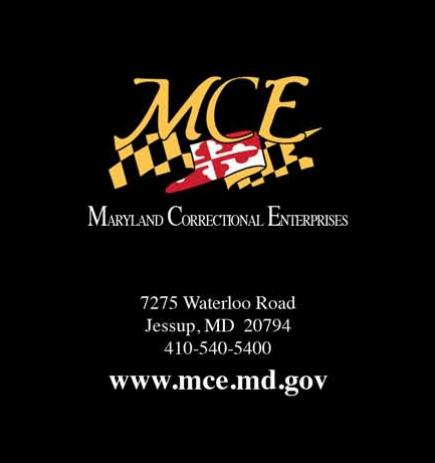 MCE
Maryland Correctional Enterprises
7275 Waterloo Road
Jessup, MD  20794
410-540-5400
www.mce.md.gov